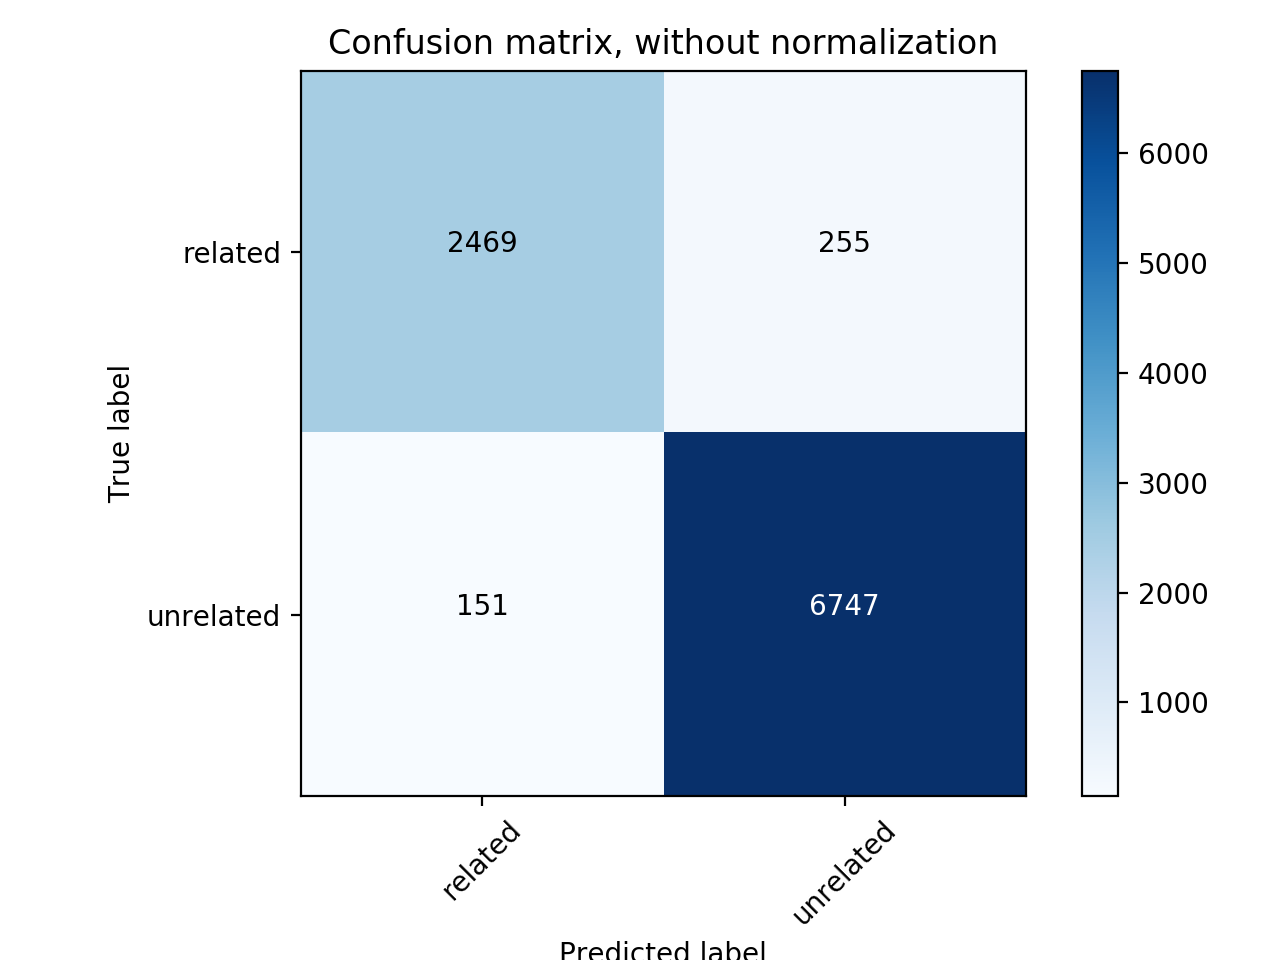 Confusion matrix, without normalization
related
2469
255
unrelated
151
6747
True label
related
unrelated
Predicted label
6000
5000
4000
3000
2000
1000